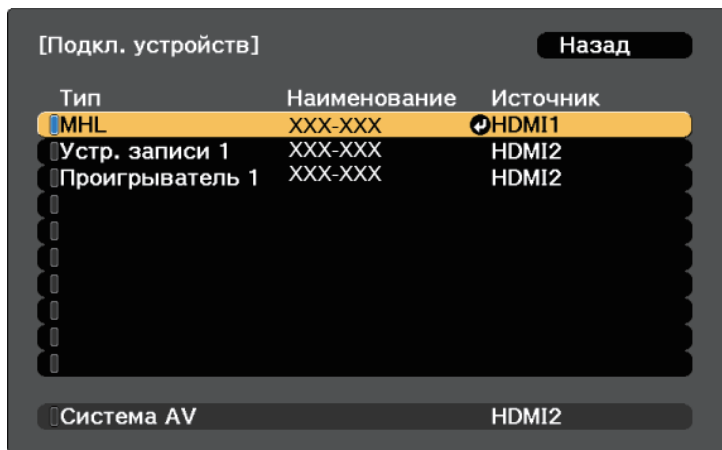 [Подкл. устройств] Назад
Тип Наименование Источник
MHL XXX-XXX HDMI1
Устр. записи 1 XXX-XXX HDMI2
Проигрыватель 1 XXX-XXX HDMI2
Система AV HDMI2